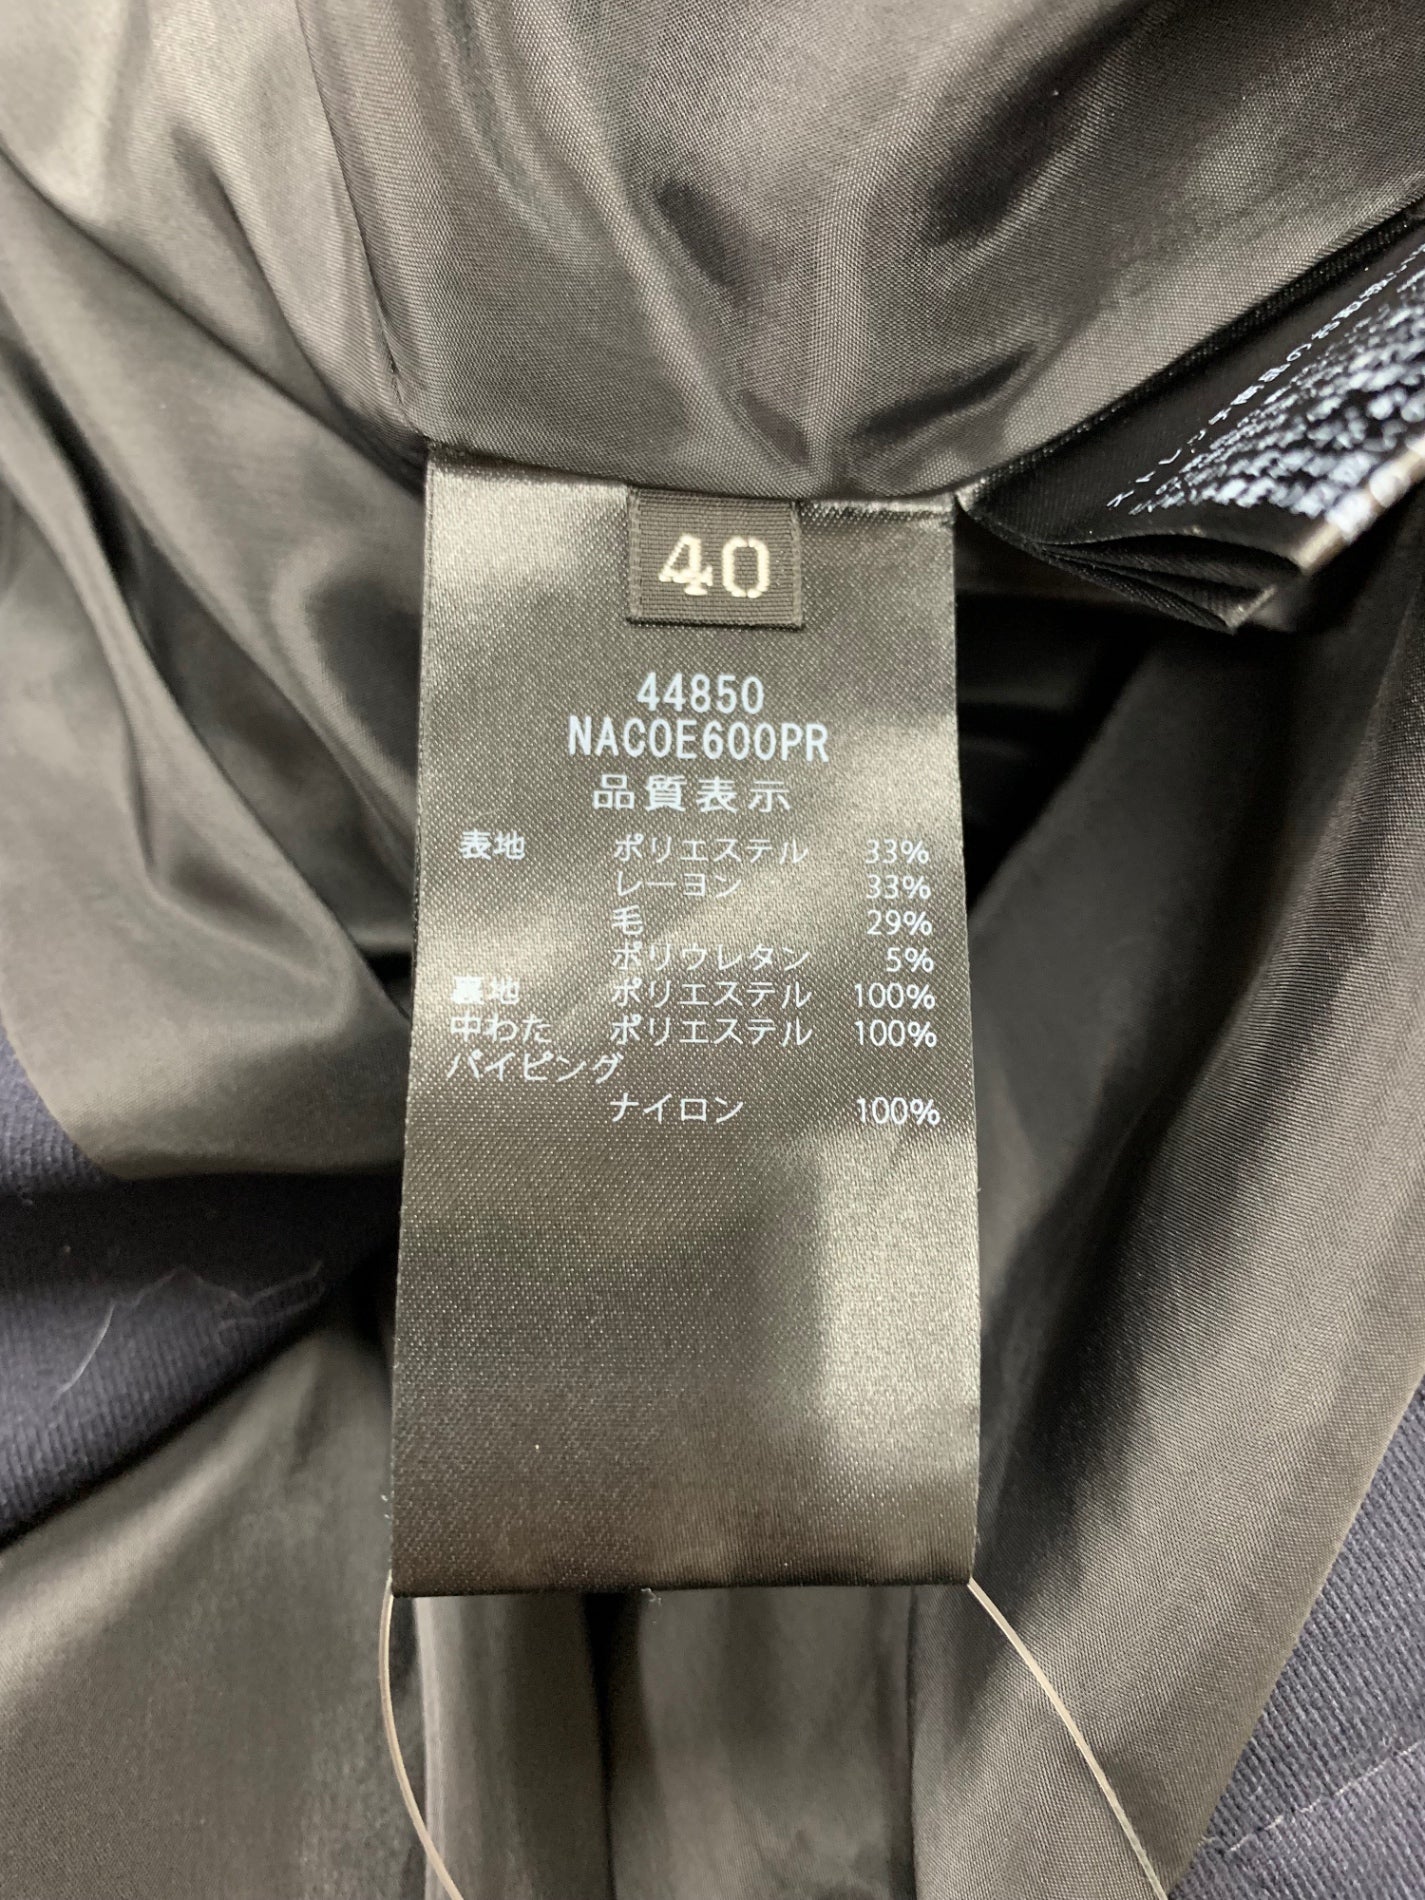 40
44850
NACOE600PR
品質表示
表地 ポリエステル 33%
レーヨン 33%
毛 29%
ポリウレタン 5%
裏地 ポリエステル 100%
中わた ポリエステル 100%
パイピング
ナイロン 100%